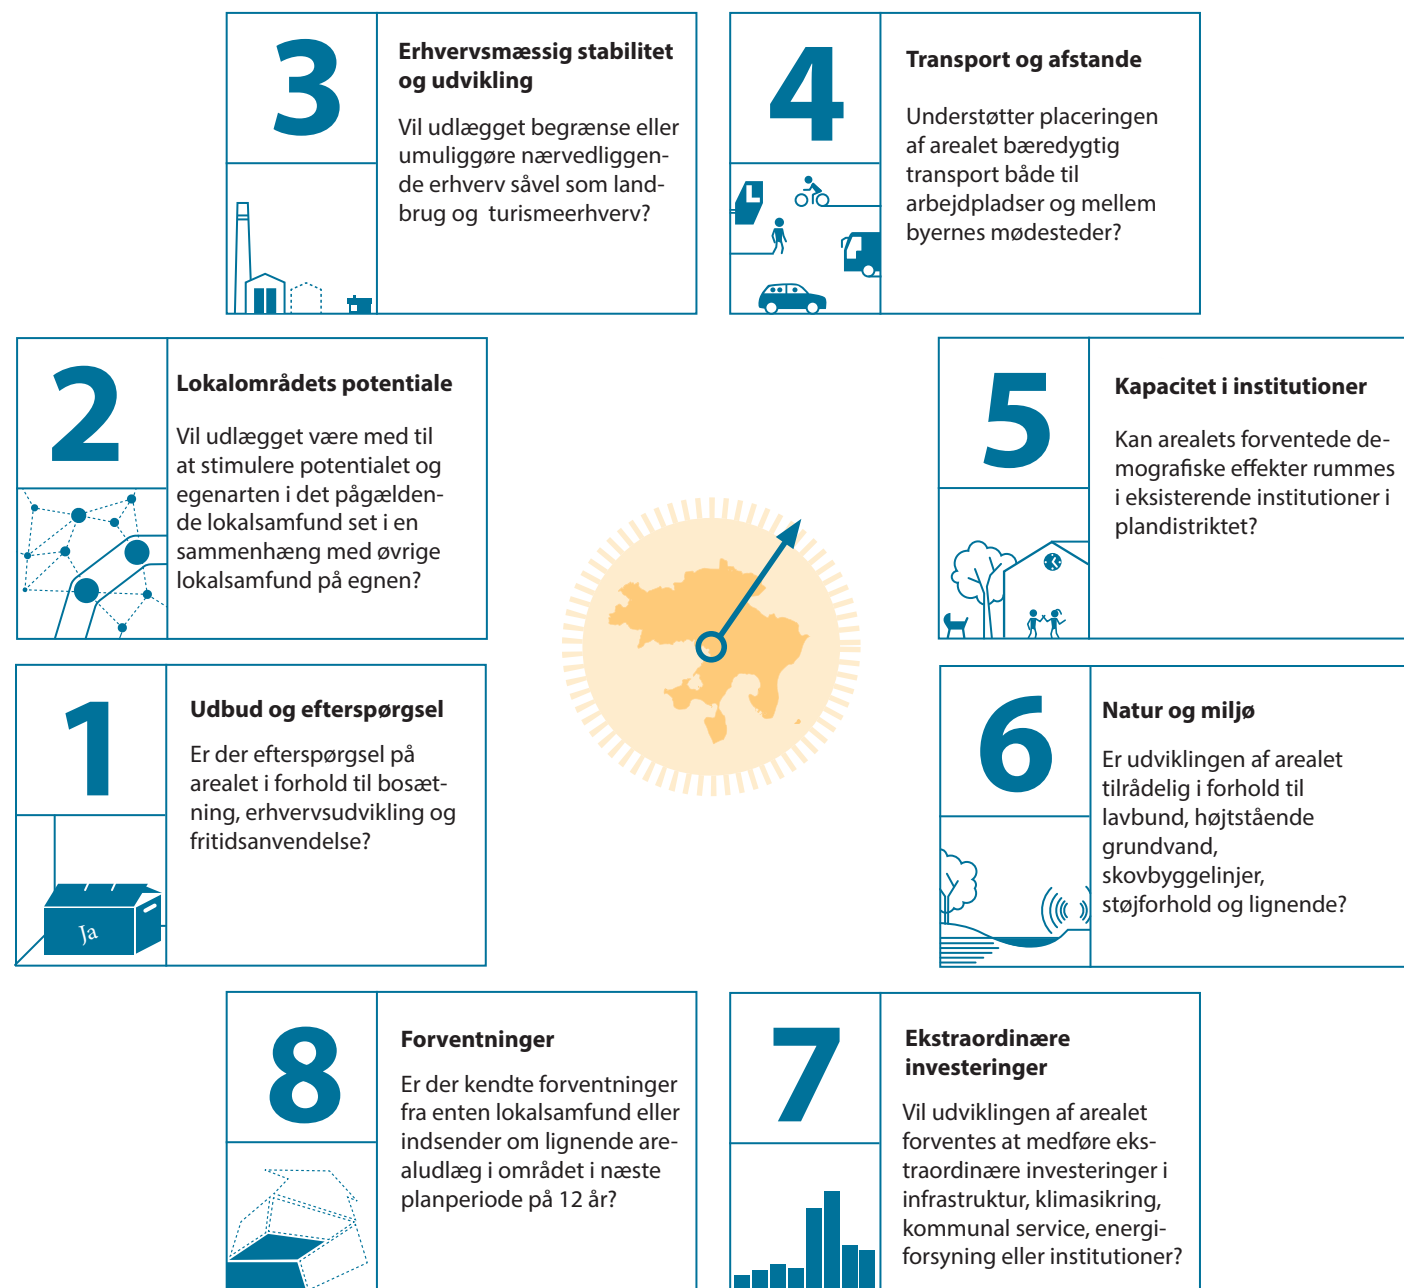 3
Erhvervsmæssig stabilitet
og udvikling
Vil udlægget begrænse eller
umuliggøre nærvedliggen-
de erhverv såvel som land-
brug og turismeerhverv?
4
Transport og afstande
Understøtter placeringen
af arealet bæredygtig
transport både til
arbejdpladser og mellem
byernes mødesteder?
L
2
Lokalområdets potentiale
Vil udlægget være med til
at stimulere potentialet og
egenarten i det pågælden-
de lokalsamfund set i en
sammenhæng med øvrige
lokalsamfund på egnen?
5
Kapacitet i institutioner
Kan arealets forventede de-
mografiske effekter rummes
i eksisterende institutioner i
plandistriktet?
1
Udbud og efterspørgsel
Er der efterspørgsel på
arealet i forhold til bosæt-
ning, erhvervsudvikling og
fritidsanvendelse?
Ja
6
Natur og miljø
Er udviklingen af arealet
tilrådelig i forhold til
lavbund, højtstående
grundvand,
skovbyggelinjer,
støjforhold og lignende?
8
Forventninger
Er der kendte forventninger
fra enten lokalsamfund eller
indsender om lignende are-
aludlæg i området i næste
planperiode på 12 år?
7
Ekstraordinære
investeringer
Vil udviklingen af arealet
forventes at medføre eks-
traordinære investeringer i
infrastruktur, klimasikring,
kommunal service, energi-
forsyning eller institutioner?